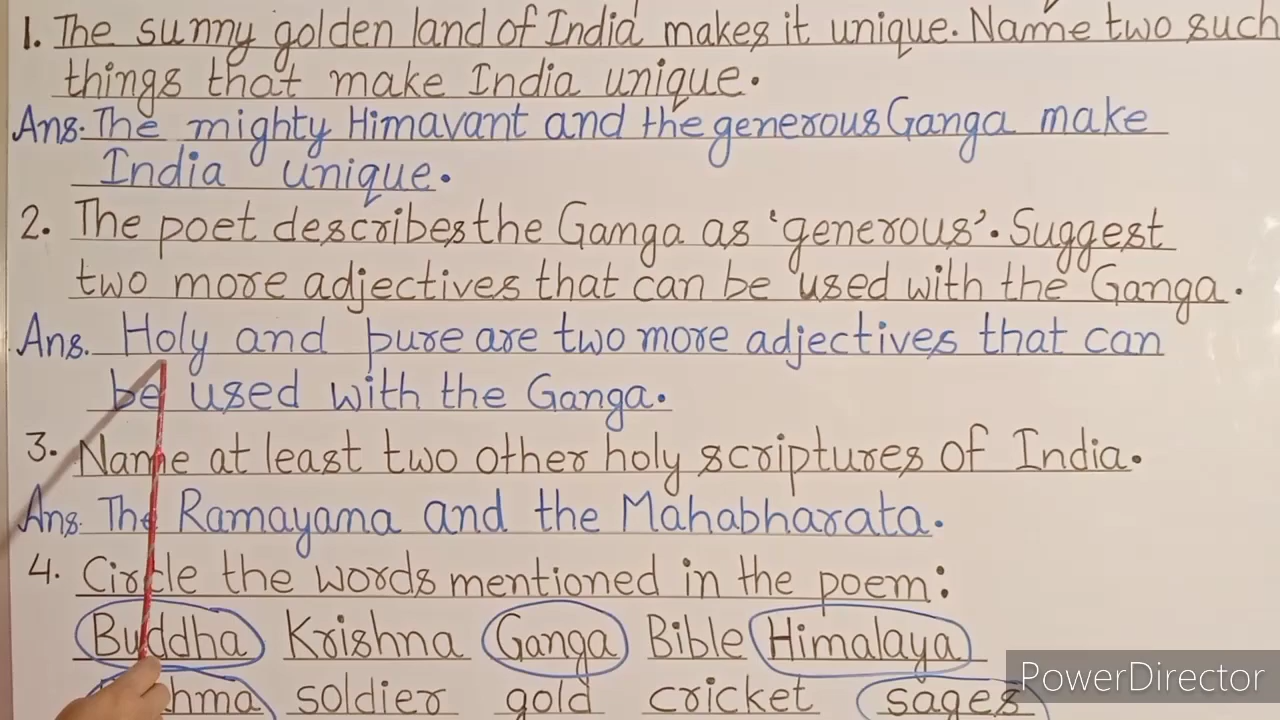 1. The sunny golden land of India makes it unique. Name two such
things that make India unique.
Ans. The mighty Himavant and the generous Ganga make
India unique.
2. The poet describes the Ganga as 'generous'. Suggest
two more adjectives that can be used with the Ganga.
Ans. Holy and pure are two more adjectives that can
be used with the Ganga.
3. Name at least two other holy scriptures of India.
Ans. The Ramayama and the Mahabharata.
4. Circle the words mentioned in the poem:
Buddha Krishna Ganga Bible Himalaya
soldier gold cricket sages
PowerDirector